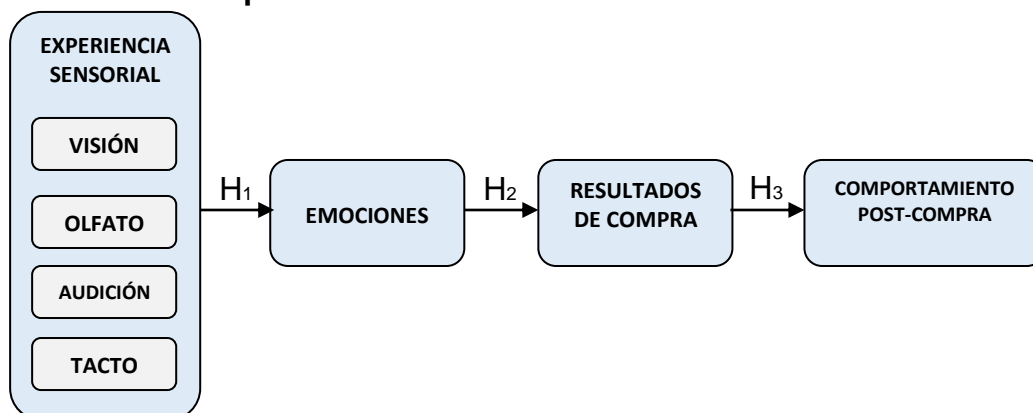 EXPERIENCIA
SENSORIAL
VISIÓN
OLFATO
AUDICIÓN
TACTO
H1
EMOCIONES
H2
RESULTADOS
DE COMPRA
H3
COMPORTAMIENTO
POST-COMPRA